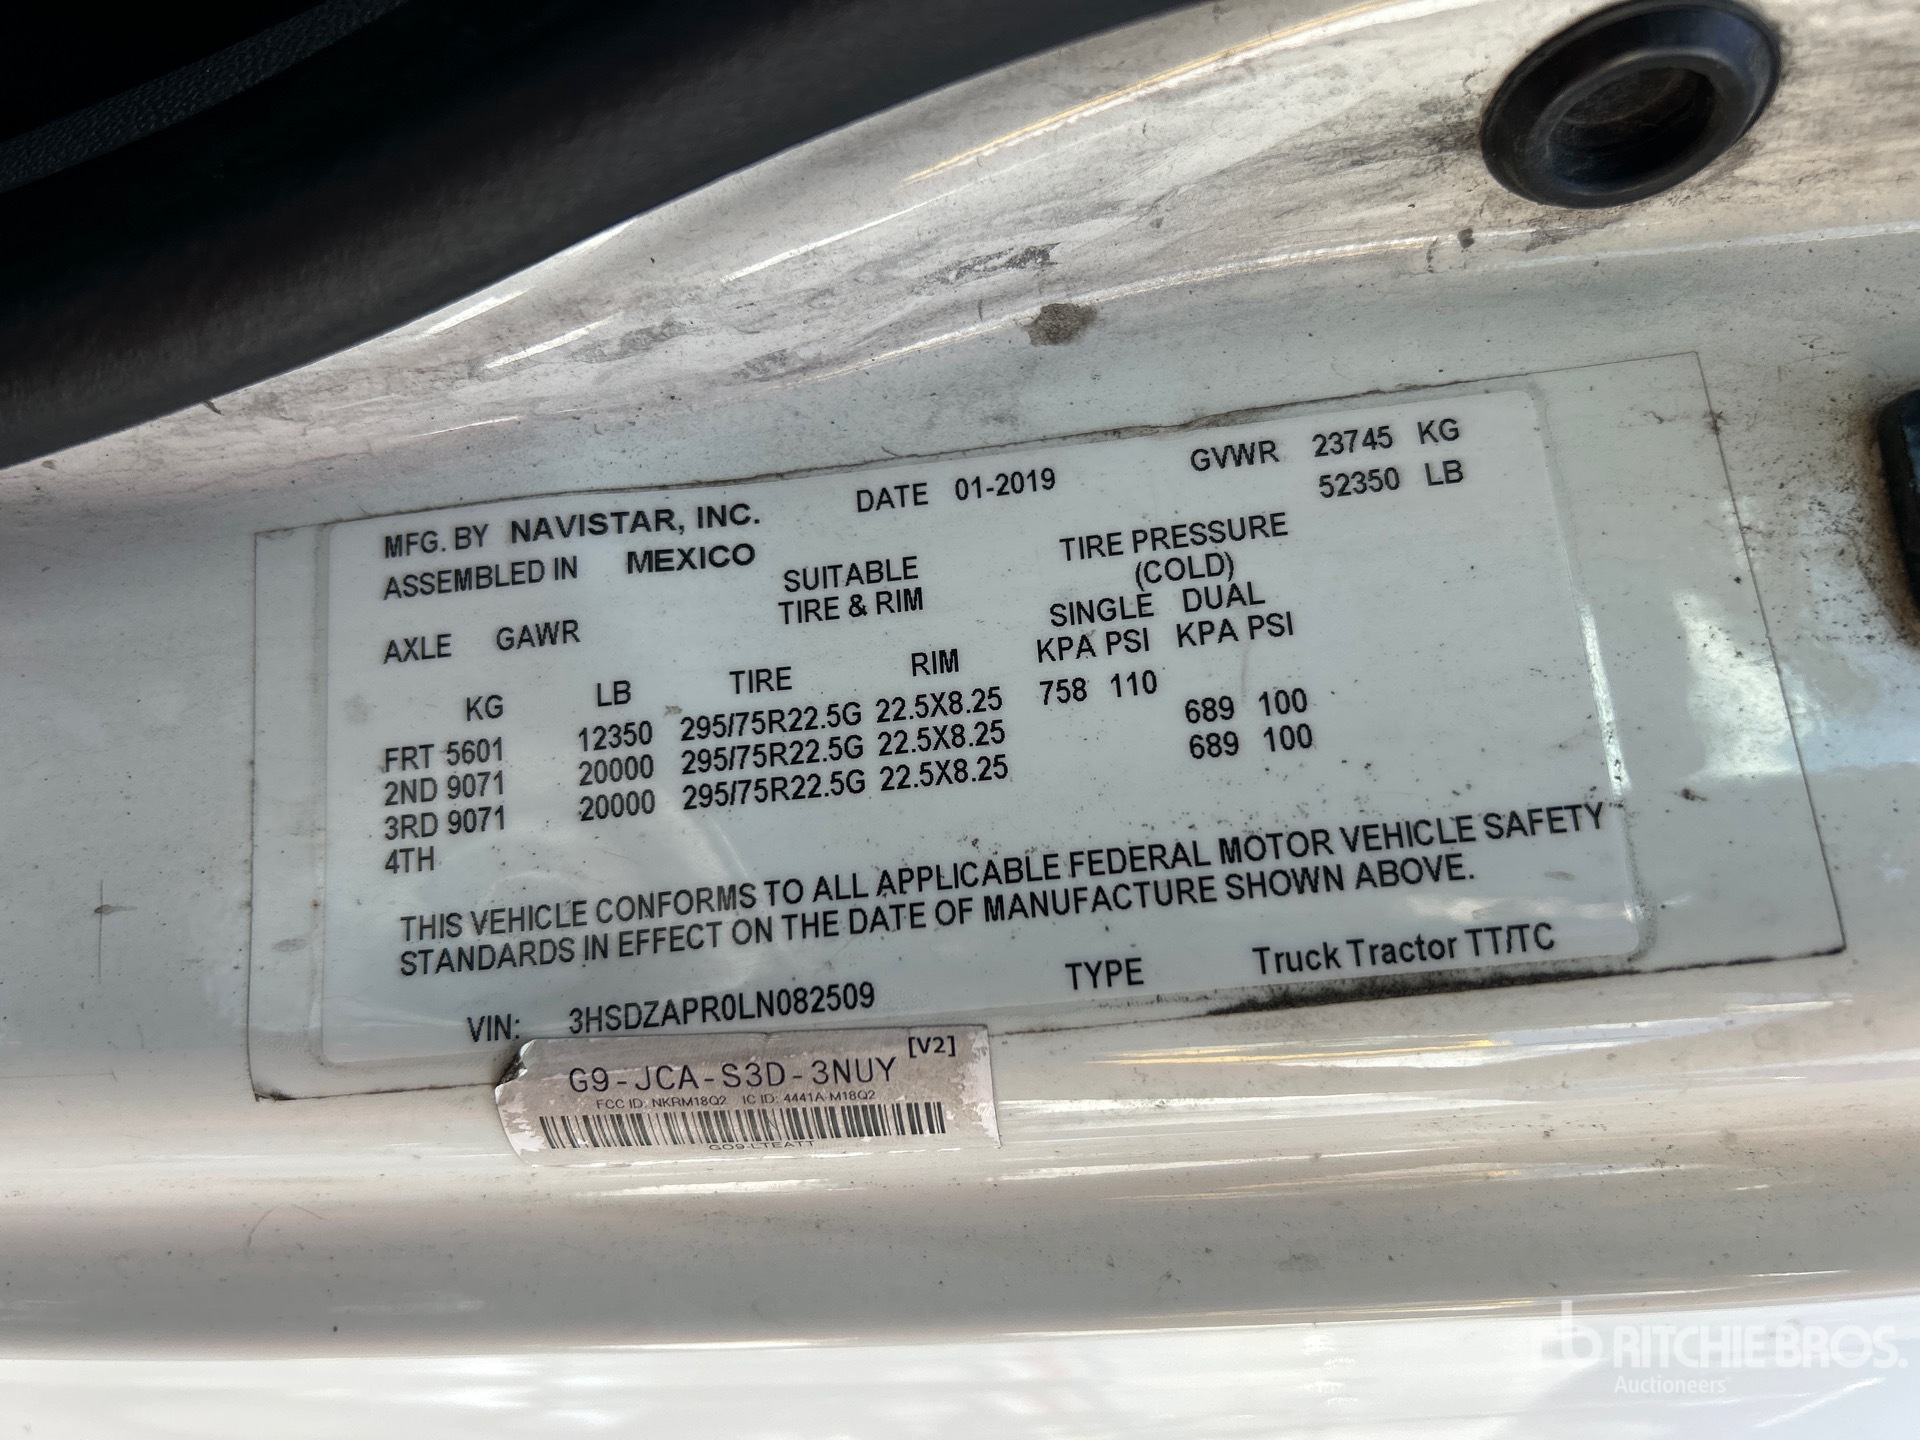 MFG. BY NAVISTAR, INC. DATE 01-2019 GVWR 23745 KG
ASSEMBLED IN MEXICO 52350 LB
SUITABLE TIRE PRESSURE
TIRE & RIM (COLD)
AXLE GAWR SINGLE DUAL
KG LB TIRE RIM KPA PSI KPA PSI
FRT 5601 12350 295/75R22.5G 22.5X8.25 758 110
2ND 9071 20000 295/75R22.5G 22.5X8.25 689 100
3RD 9071 20000 295/75R22.5G 22.5X8.25 689 100
4TH
THIS VEHICLE CONFORMS TO ALL APPLICABLE FEDERAL MOTOR VEHICLE SAFETY
STANDARDS IN EFFECT ON THE DATE OF MANUFACTURE SHOWN ABOVE.
VIN: 3HSDZAPR0LN082509 TYPE Truck Tractor TT/TC
G9-JCA-S3D-3NUY [V2]
FCC ID: NKRM18Q2 IC ID: 4441A-M18Q2
GO9-LTEATT
rb RITCHIE BROS.
Auctioneers